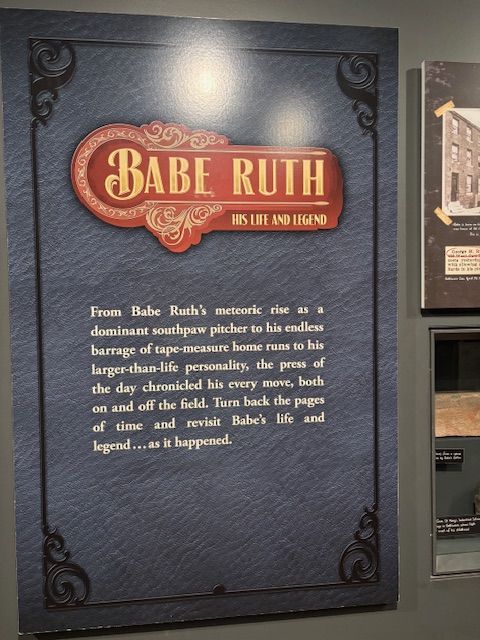 BABE RUTH
HIS LIFE AND LEGEND
From Babe Ruth's meteoric rise as a
dominant southpaw pitcher to his endless
barrage of tape-measure home runs to his
larger-than-life personality, the press of
the day chronicled his every move, both
on and off the field. Turn back the pages
of time and revisit Babe's life and
legend...as it happened.